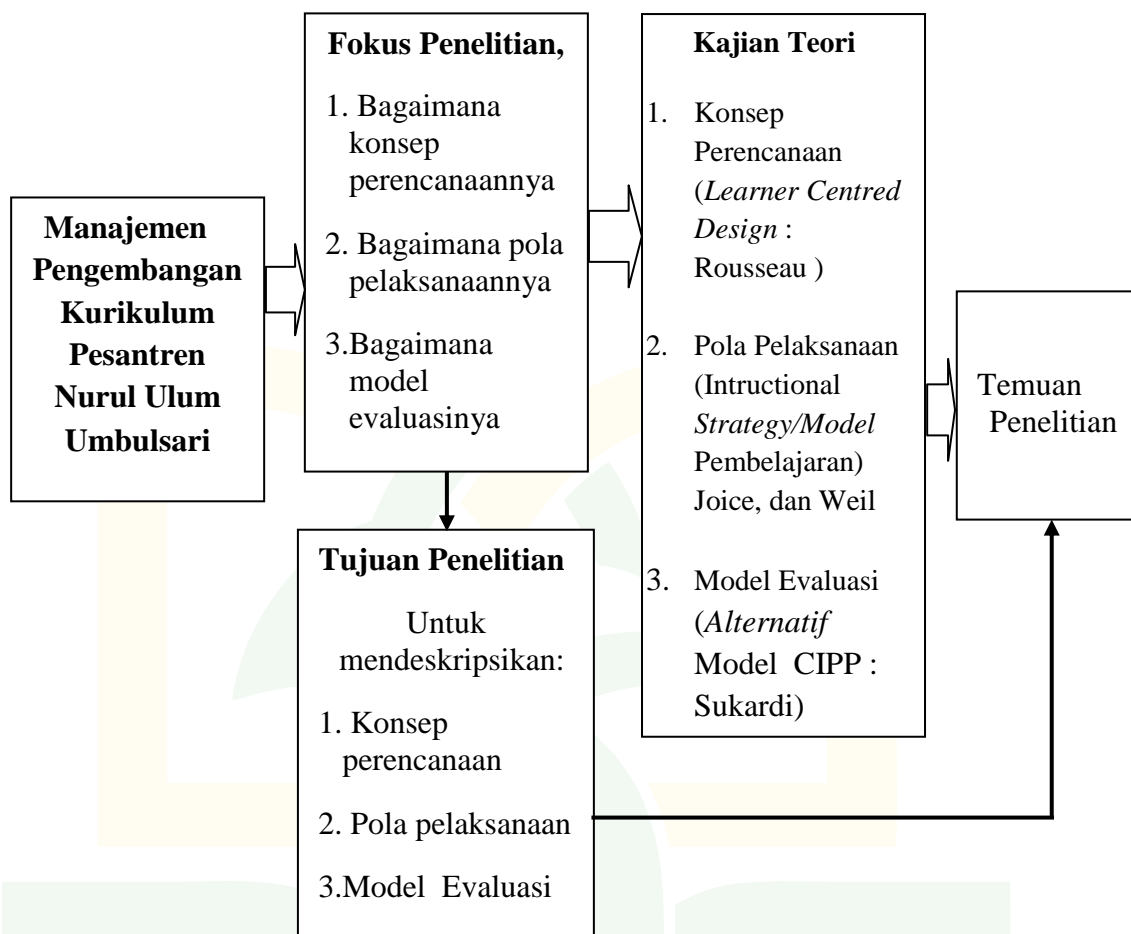 Manajemen
Pengembangan
Kurikulum
Pesantren
Nurul Ulum
Umbulsari
Fokus Penelitian,
1. Bagaimana
konsep
perencanaannya
2. Bagaimana pola
pelaksanaannya
3.Bagaimana
model
evaluasinya
Tujuan Penelitian
Untuk
mendeskripsikan:
1. Konsep
perencanaan
2. Pola pelaksanaan
3.Model Evaluasi
Kajian Teori
1. Konsep
Perencanaan
(Learner Centred
Design :
Rousseau )
2. Pola Pelaksanaan
(Intructional
Strategy/Model
Pembelajaran)
Joice, dan Weil
3. Model Evaluasi
(Alternatif
Model CIPP :
Sukardi)
Temuan
Penelitian